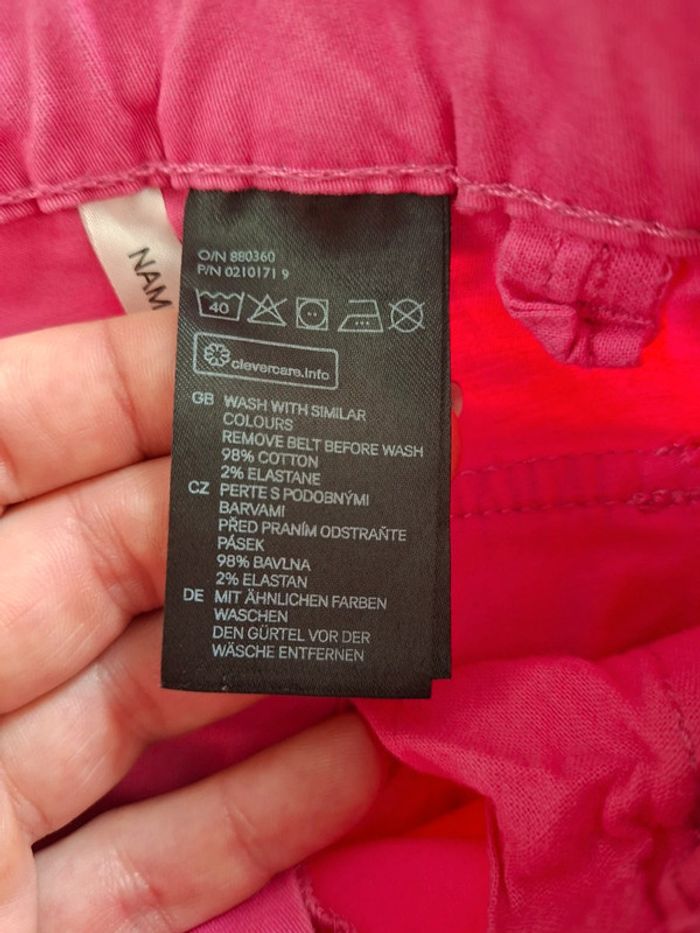 NAM
O/N 880360
P/N 0210171 9
40
clevercare.info
GB WASH WITH SIMILAR
COLOURS
REMOVE BELT BEFORE WASH
98% COTTON
2% ELASTANE
CZ PERTE S PODOBNÝMI
BARVAMI
PŘED PRANÍM ODSTRAŇTE
PÁSEK
98% BAVLNA
2% ELASTAN
DE MIT ÄHNLICHEN FARBEN
WASCHEN
DEN GÜRTEL VOR DER
WÄSCHE ENTFERNEN